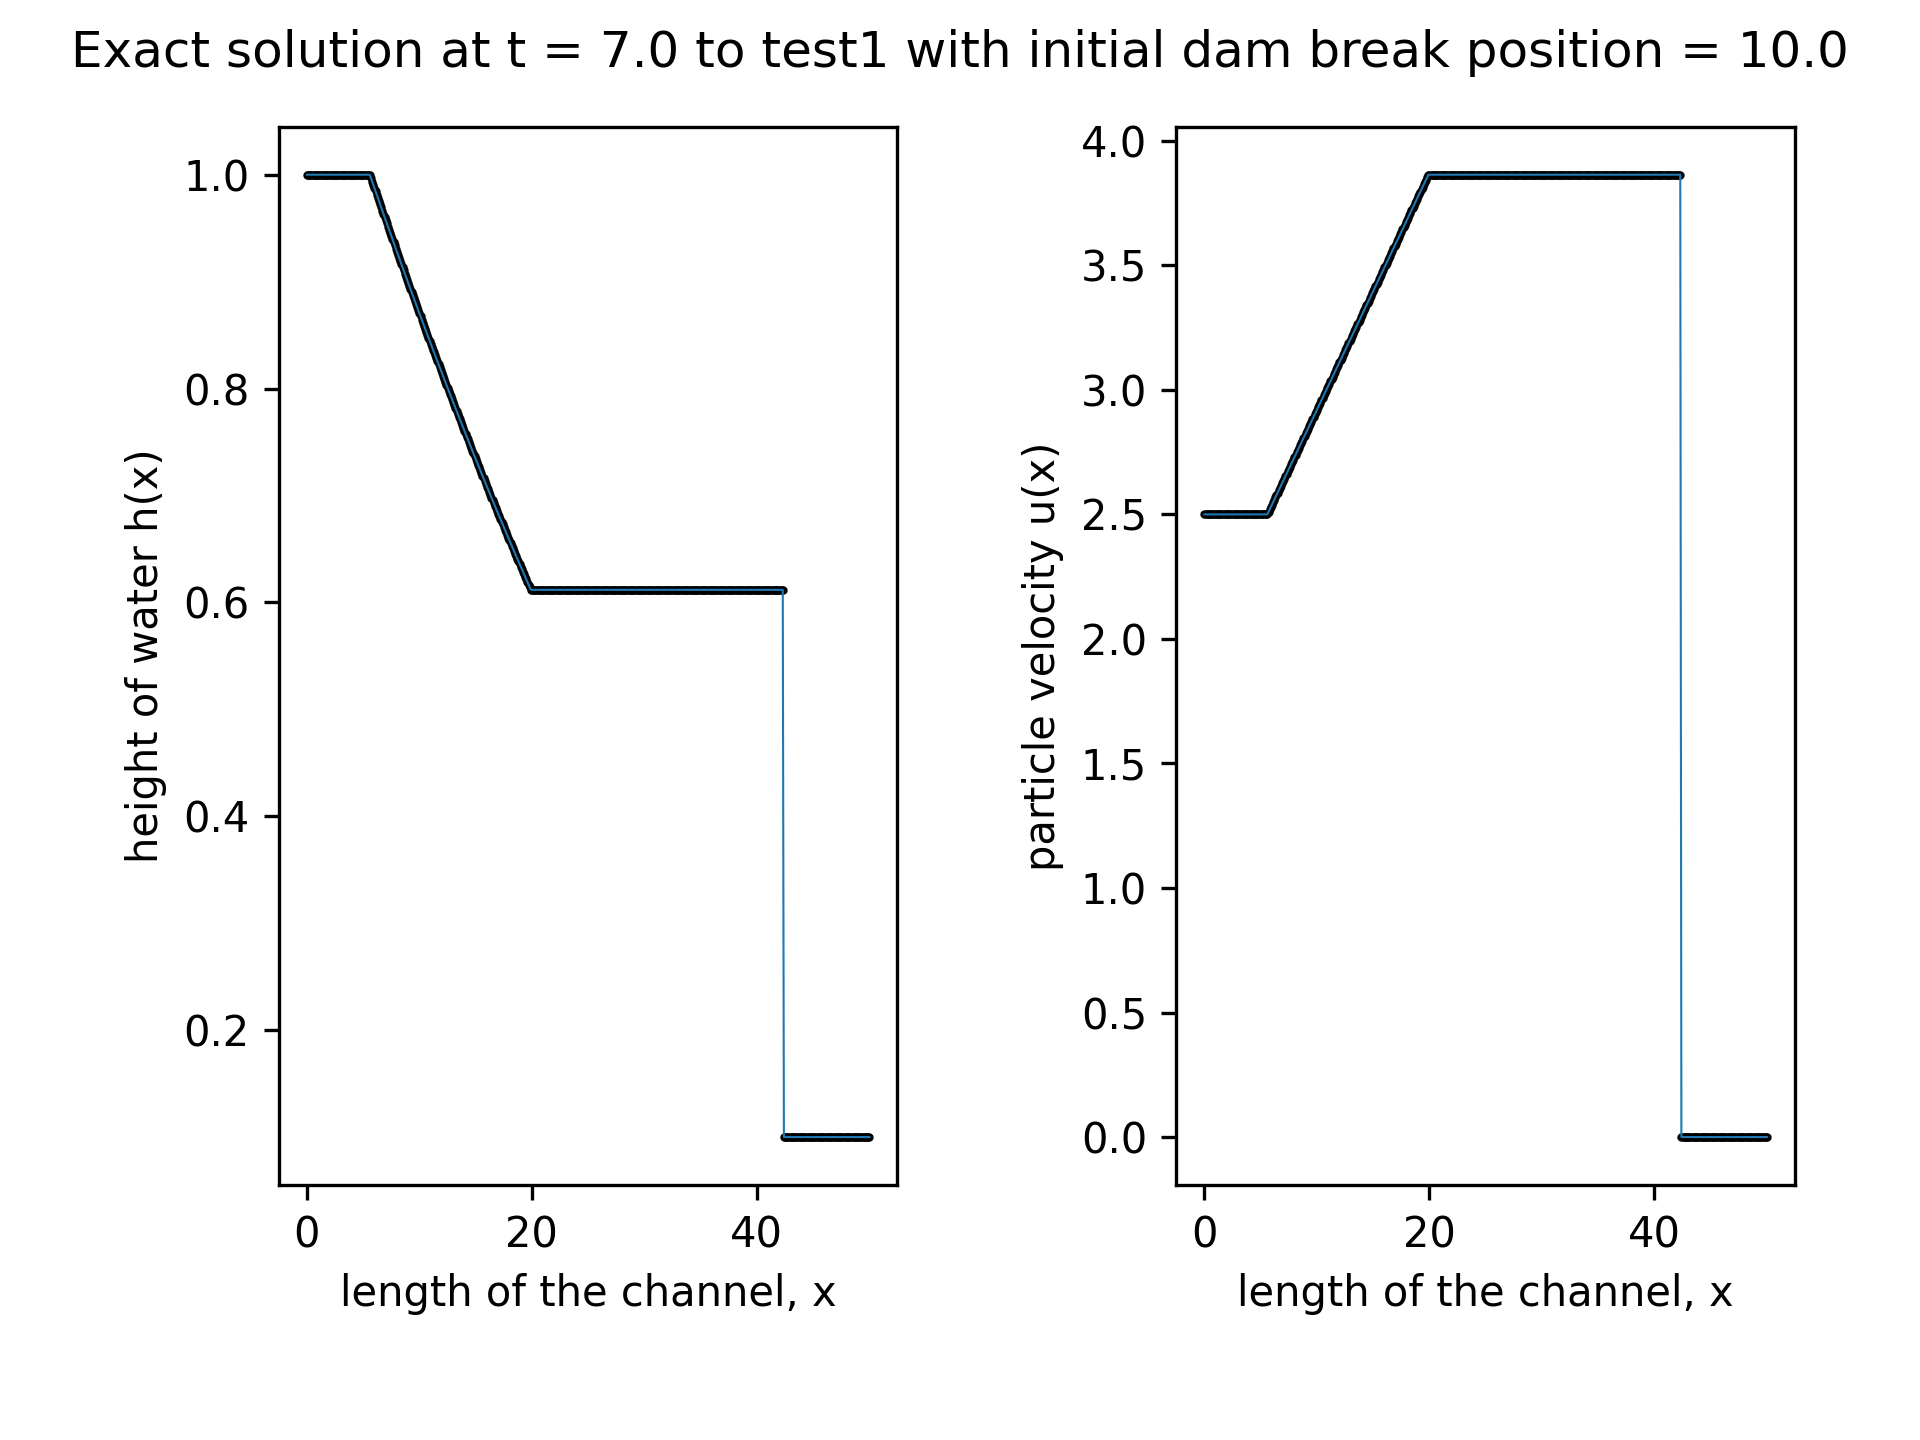 Exact solution at t = 7.0 to test1 with initial dam break position = 10.0
height of water h(x)
1.0
0.8
0.6
0.4
0.2
0 20 40
length of the channel, x
particle velocity u(x)
4.0
3.5
3.0
2.5
2.0
1.5
1.0
0.5
0.0
0 20 40
length of the channel, x